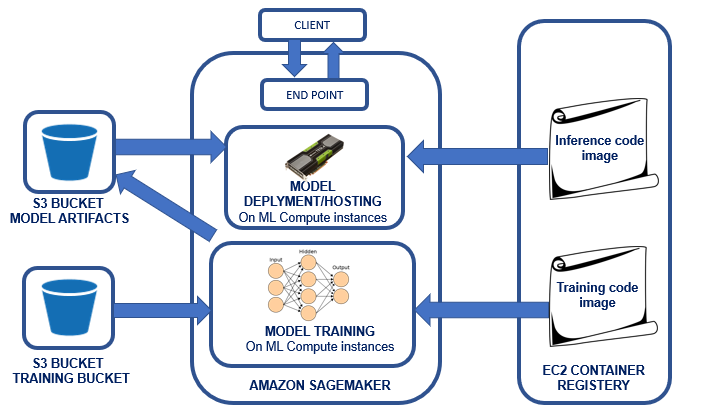 CLIENT
END POINT
Inference code
image
MODEL
DEPLYMENT/HOSTING
On ML Compute instances
S3 BUCKET
MODEL ARTIFACTS
Input
Hidden
Output
Training code
image
MODEL TRAINING
On ML Compute instances
S3 BUCKET
TRAINING BUCKET
AMAZON SAGEMAKER
EC2 CONTAINER
REGISTERY